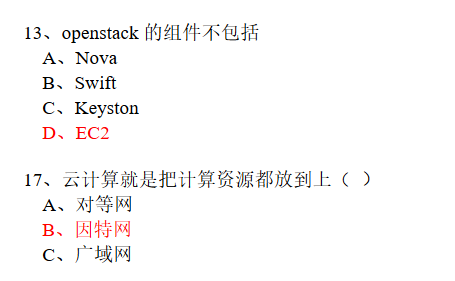 13、openstack 的组件不包括
A、Nova
B、Swift
C、Keyston
D、EC2
17、云计算就是把计算资源都放到上（ ）
A、对等网
B、因特网
C、广域网